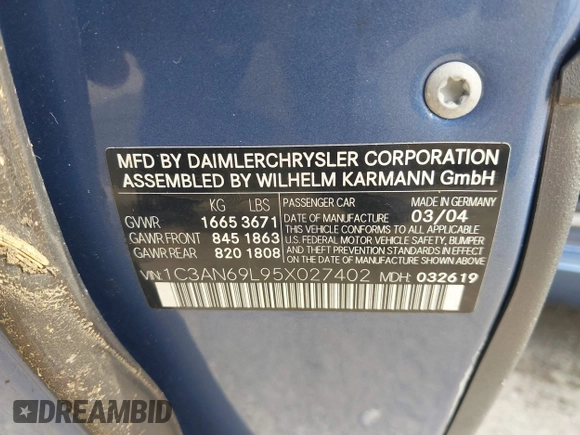 MFD BY DAIMLERCHRYSLER CORPORATION
ASSEMBLED BY WILHELM KARMANN GmbH
KG LBS
GVWR 1665 3671
GAWR FRONT 845 1863
GAWR REAR 820 1808
PASSENGER CAR MADE IN GERMANY
DATE OF MANUFACTURE 03/04
THIS VEHICLE CONFORMS TO ALL APPLICABLE
U.S. FEDERAL MOTOR VEHICLE SAFETY, BUMPER
AND THEFT PREVENTION STANDARDS IN EFFECT
ON THE DATE OF MANUFACTURE SHOWN ABOVE
VIN: 1C3AN69L95X027402 MDH: 032619
DREAMBID